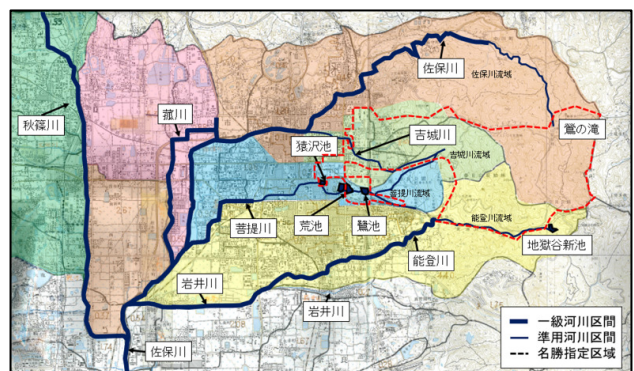 佐保川
佐保川流域
菰川
秋篠川
吉城川
鶯の滝
猿沢池
吉城川流域
菩提川流域
能登川流域
菩提川
荒池
鷺池
地獄谷新池
能登川
岩井川
岩井川
佐保川
一級河川区間
準用河川区間
名勝指定区域